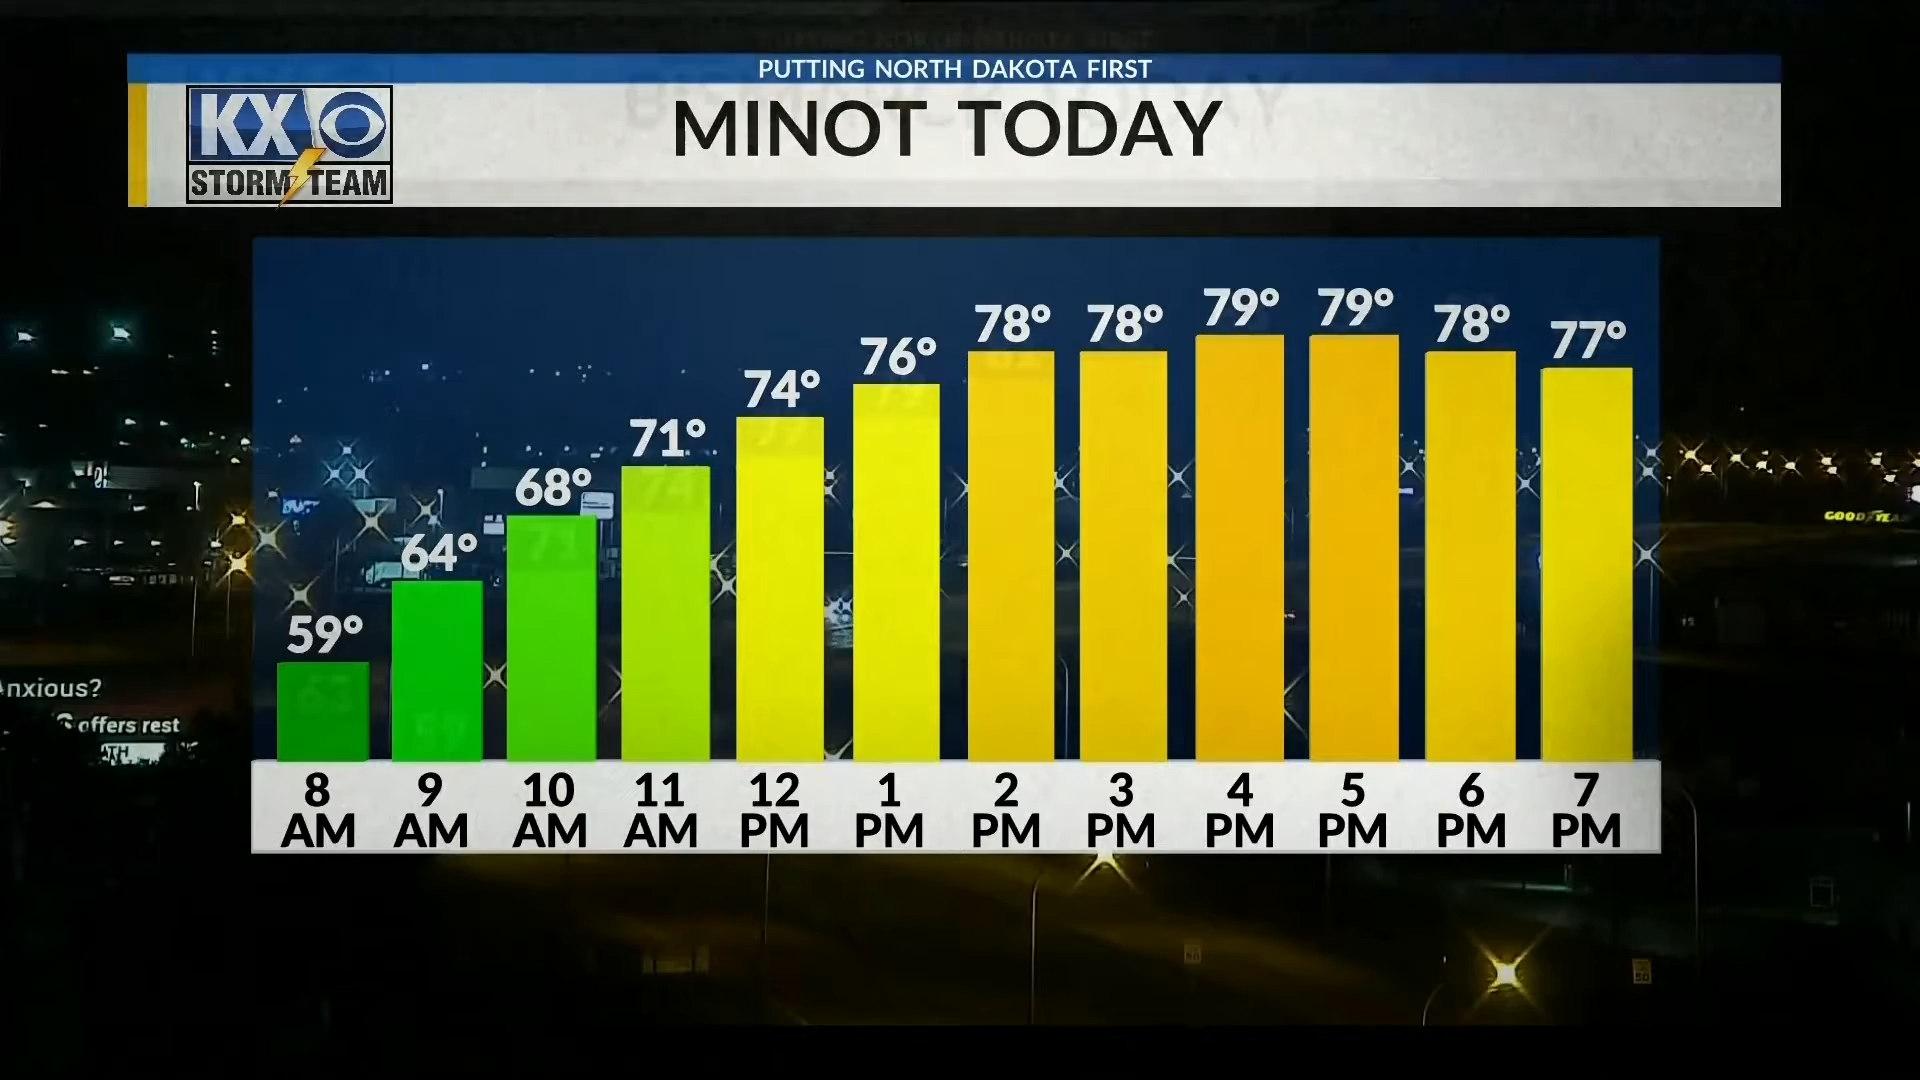 PUTTING NORTH DAKOTA FIRST
KX
STORM TEAM
MINOT TODAY
59° 64° 68° 71° 74° 76° 78° 78° 79° 79° 78° 77°
8 AM 9 AM 10 AM 11 AM 12 PM 1 PM 2 PM 3 PM 4 PM 5 PM 6 PM 7 PM
nxious?
offers rest
GOODYEA